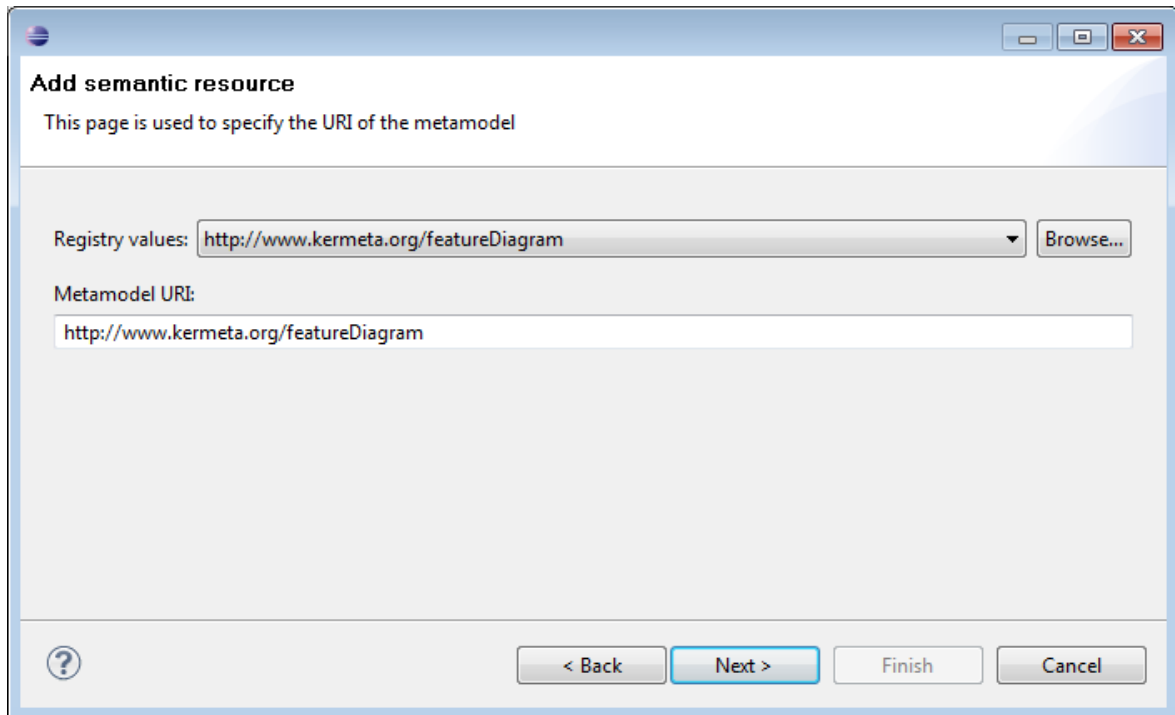 Add semantic resource
This page is used to specify the URI of the metamodel
Registry values: http://www.kermeta.org/featureDiagram Browse...
Metamodel URI:
http://www.kermeta.org/featureDiagram
? < Back Next > Finish Cancel